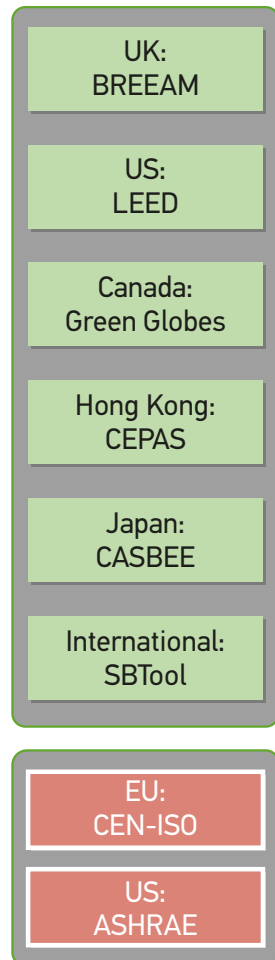 UK:
BREEAM
US:
LEED
Canada:
Green Globes
Hong Kong:
CEPAS
Japan:
CASBEE
International:
SBTool
EU:
CEN-ISO
US:
ASHRAE